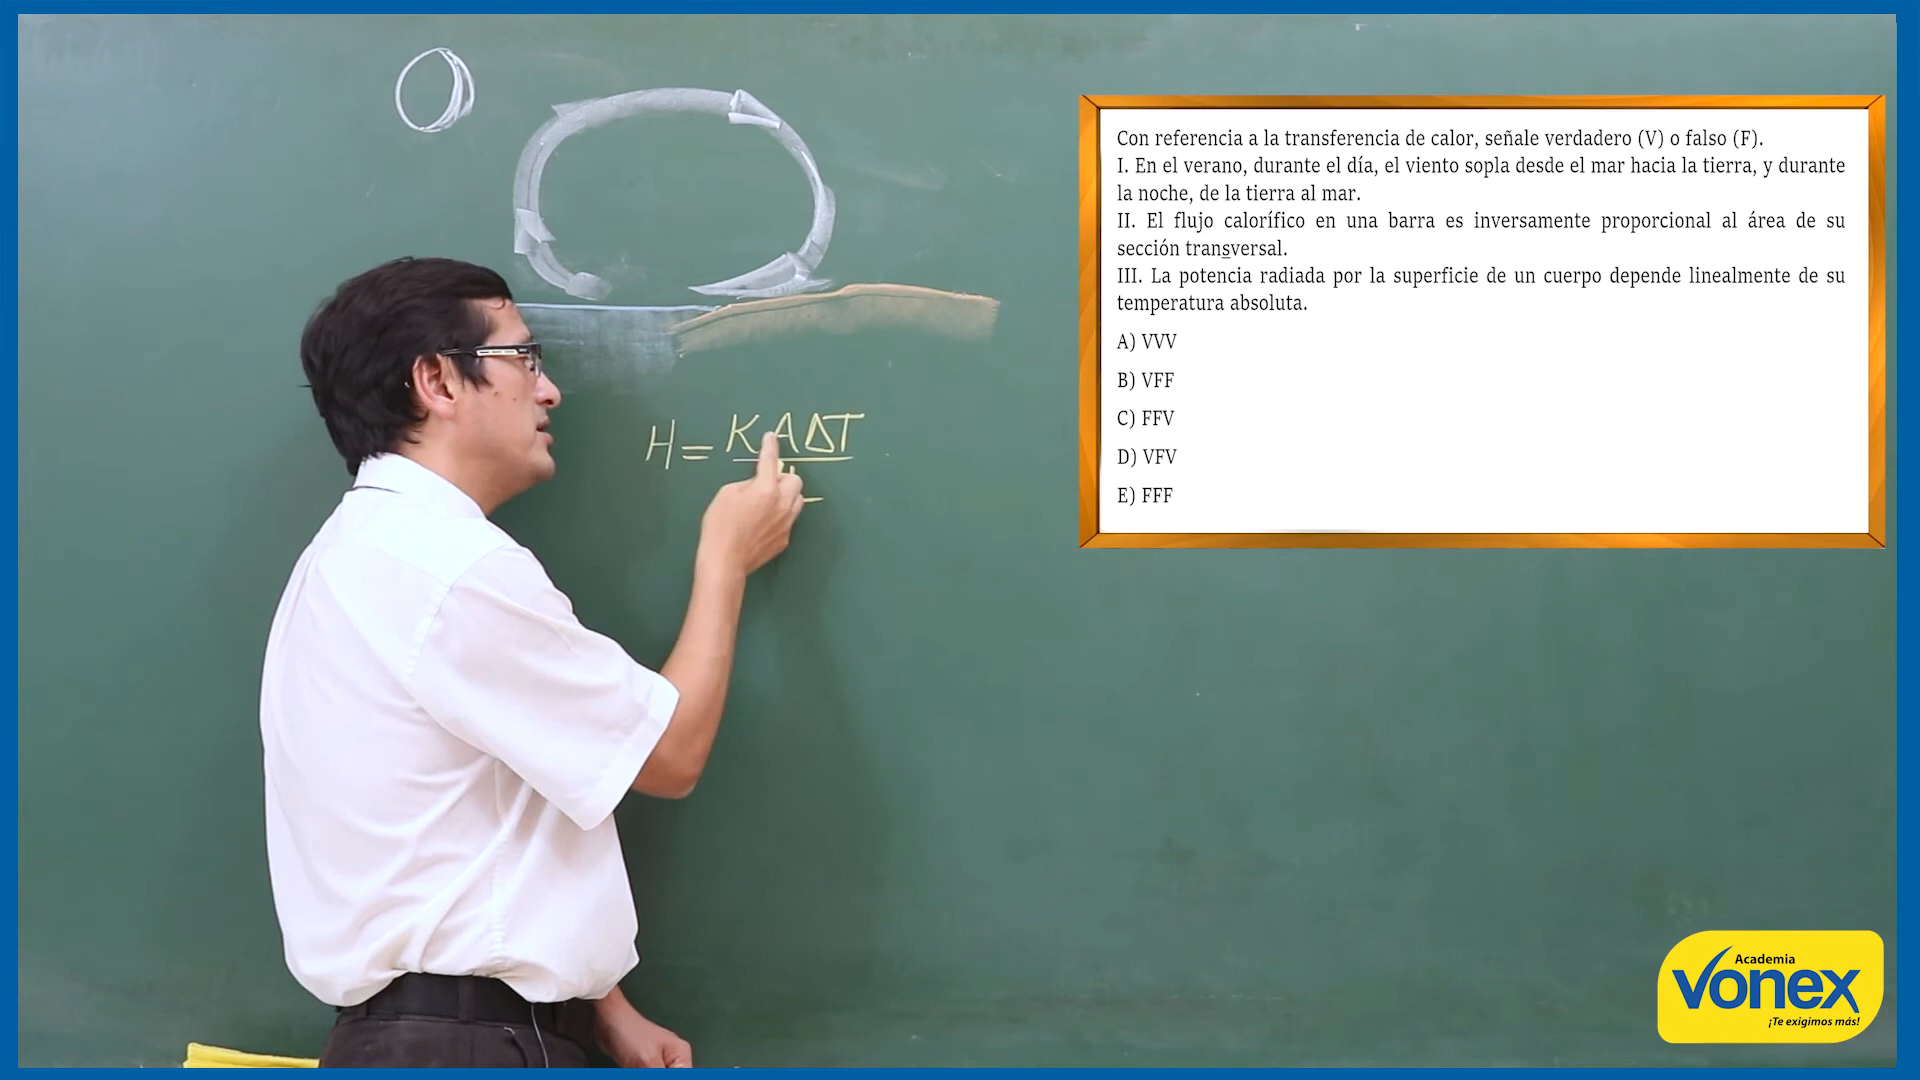 H = KAΔT
Con referencia a la transferencia de calor, señale verdadero (V) o falso (F).
I. En el verano, durante el día, el viento sopla desde el mar hacia la tierra, y durante
la noche, de la tierra al mar.
II. El flujo calorífico en una barra es inversamente proporcional al área de su
sección transversal.
III. La potencia radiada por la superficie de un cuerpo depende linealmente de su
temperatura absoluta.
A) VVV
B) VFF
C) FFV
D) VFV
E) FFF
Academia
vonex
¡Te exigimos más!